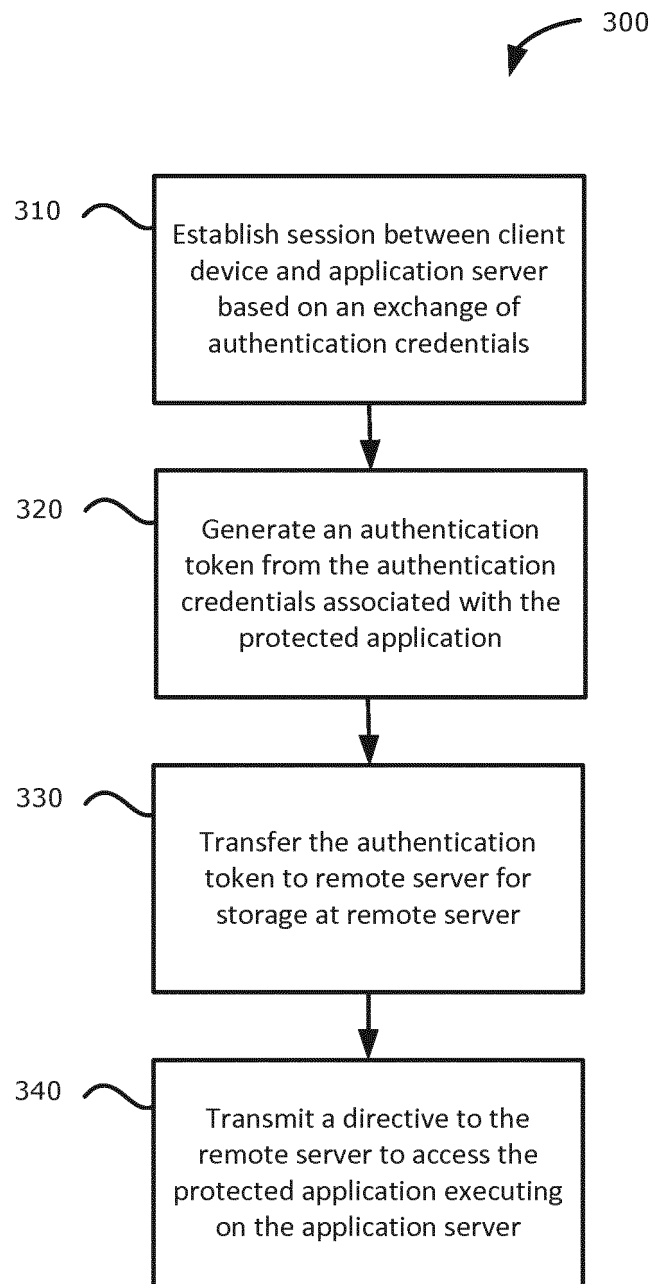 300
310
Establish session between client
device and application server
based on an exchange of
authentication credentials
320
Generate an authentication
token from the authentication
credentials associated with the
protected application
330
Transfer the authentication
token to remote server for
storage at remote server
340
Transmit a directive to the
remote server to access the
protected application executing
on the application server